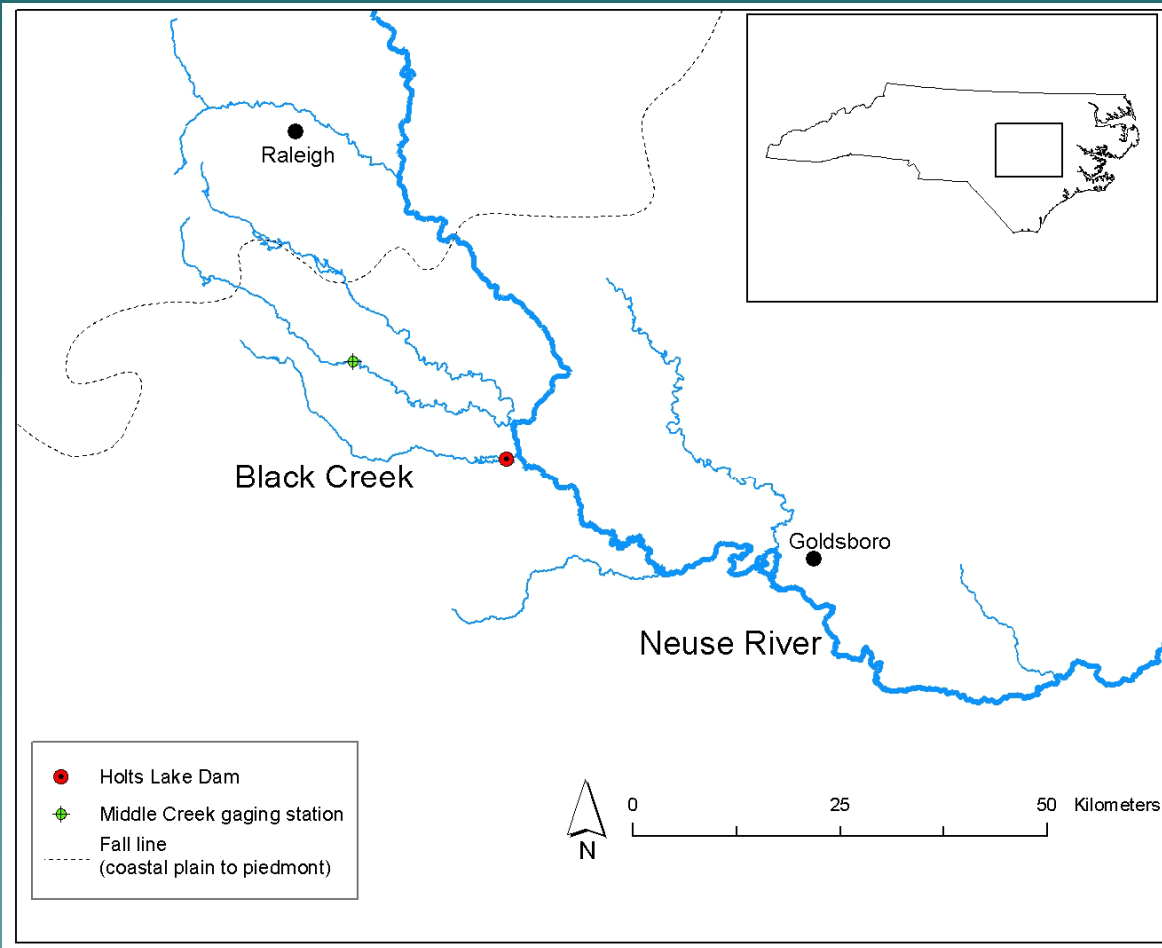 Raleigh
Black Creek
Goldsboro
Neuse River
Holts Lake Dam
Middle Creek gaging station
Fall line
(coastal plain to piedmont)
N
0 25 50 Kilometers